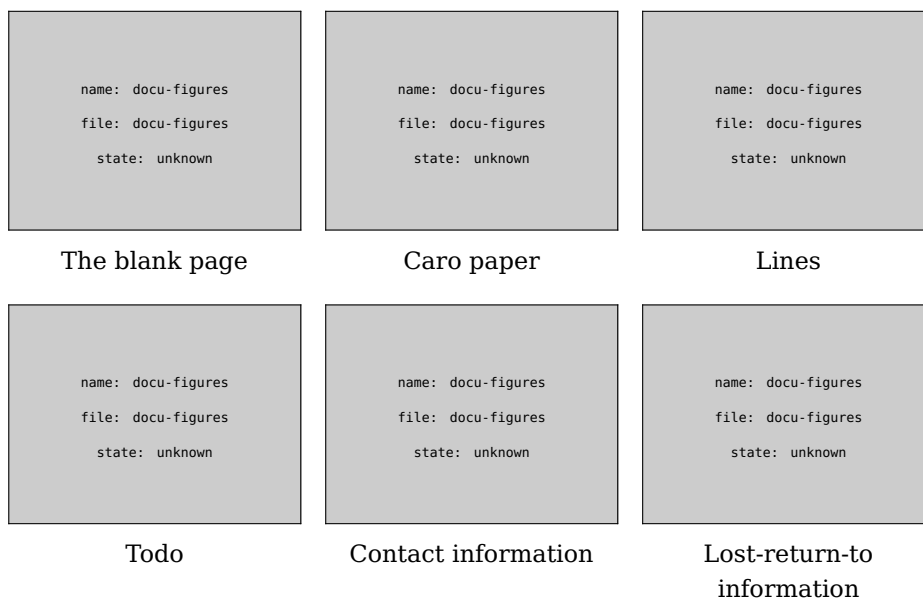 name: docu-figures
file: docu-figures
state: unknown
The blank page
name: docu-figures
file: docu-figures
state: unknown
Caro paper
name: docu-figures
file: docu-figures
state: unknown
Lines
name: docu-figures
file: docu-figures
state: unknown
Todo
name: docu-figures
file: docu-figures
state: unknown
Contact information
name: docu-figures
file: docu-figures
state: unknown
Lost-return-to
information